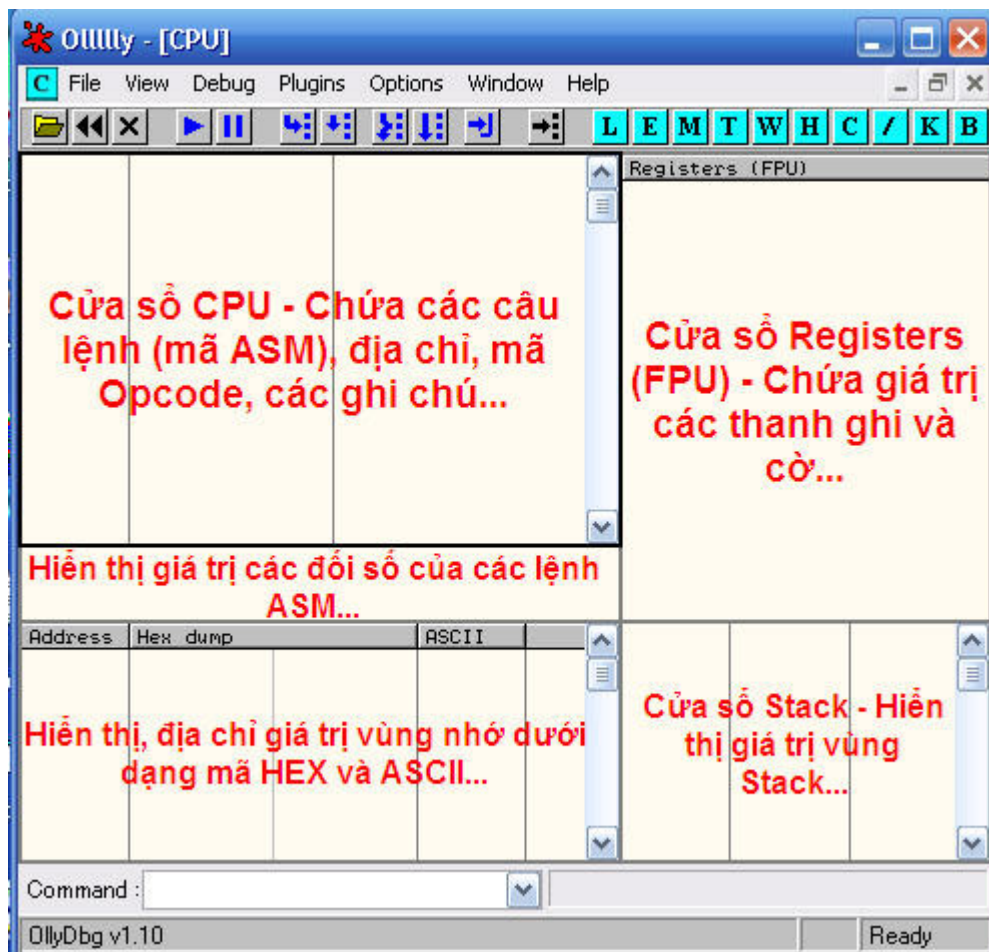 Ollllly - [CPU]
C File View Debug Plugins Options Window Help
L E M T W H C / K B
Registers (FPU)
Cửa sổ CPU - Chứa các câu
lệnh (mã ASM), địa chỉ, mã
Opcode, các ghi chú...
Cửa sổ Registers
(FPU) - Chứa giá trị
các thanh ghi và
cờ...
Hiển thị giá trị các đối số của các lệnh
ASM...
Address Hex dump ASCII
Hiển thị, địa chỉ giá trị vùng nhớ dưới
dạng mã HEX và ASCII...
Cửa sổ Stack - Hiển
thị giá trị vùng
Stack...
Command :
OllyDbg v1.10 Ready